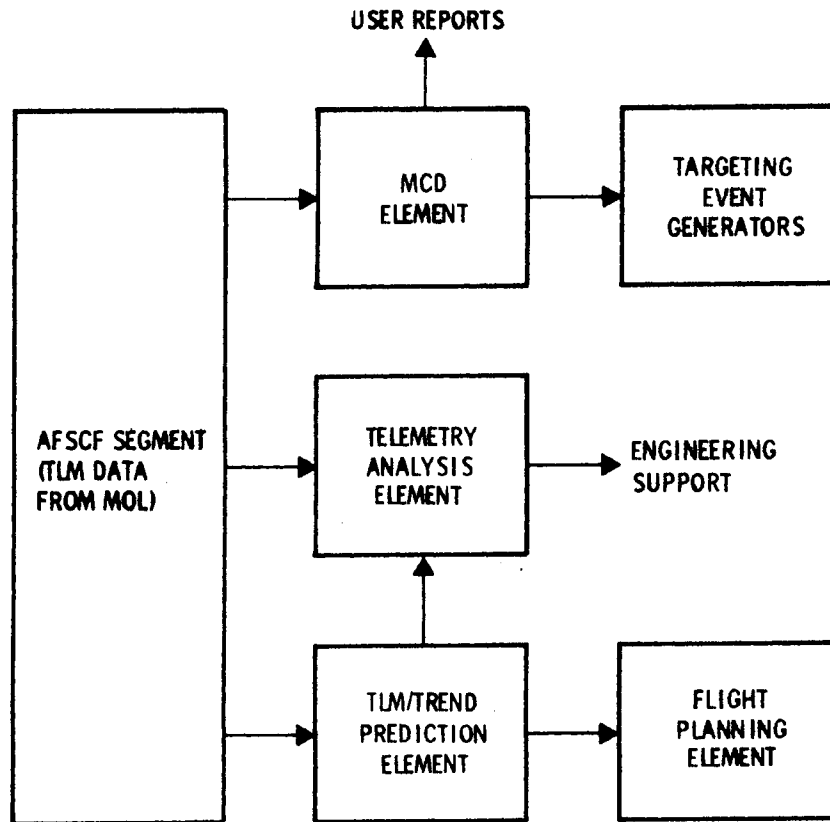 USER REPORTS
MCD
ELEMENT
TARGETING
EVENT
GENERATORS
AFSCF SEGMENT
(TLM DATA
FROM MOL)
TELEMETRY
ANALYSIS
ELEMENT
ENGINEERING
SUPPORT
TLM/TREND
PREDICTION
ELEMENT
FLIGHT
PLANNING
ELEMENT